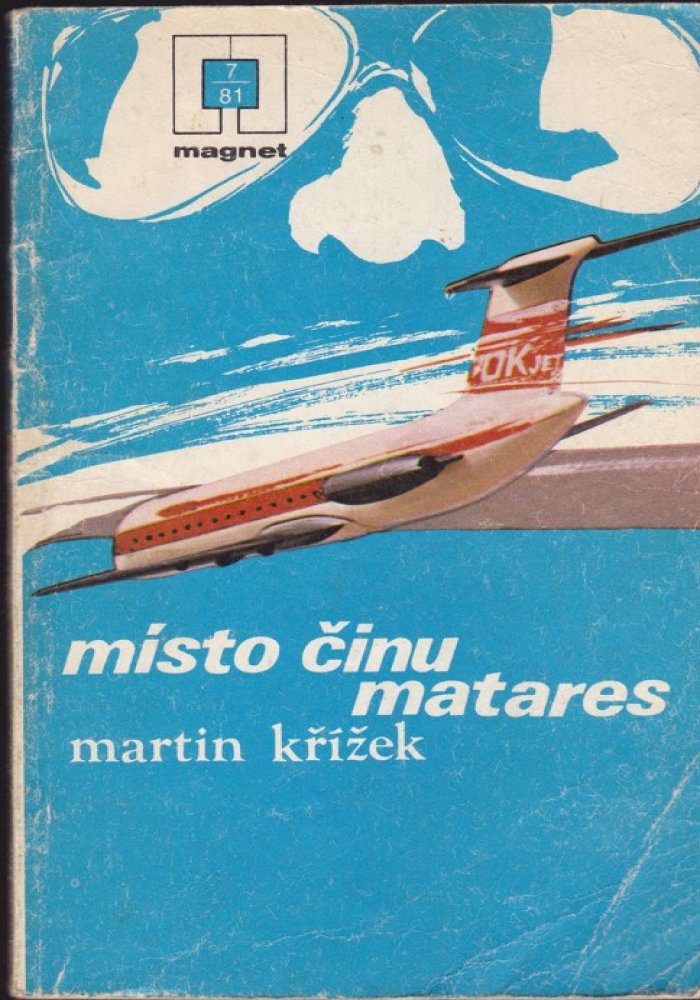 7
81
magnet
OK JET
místo činu
matares
martin křížek